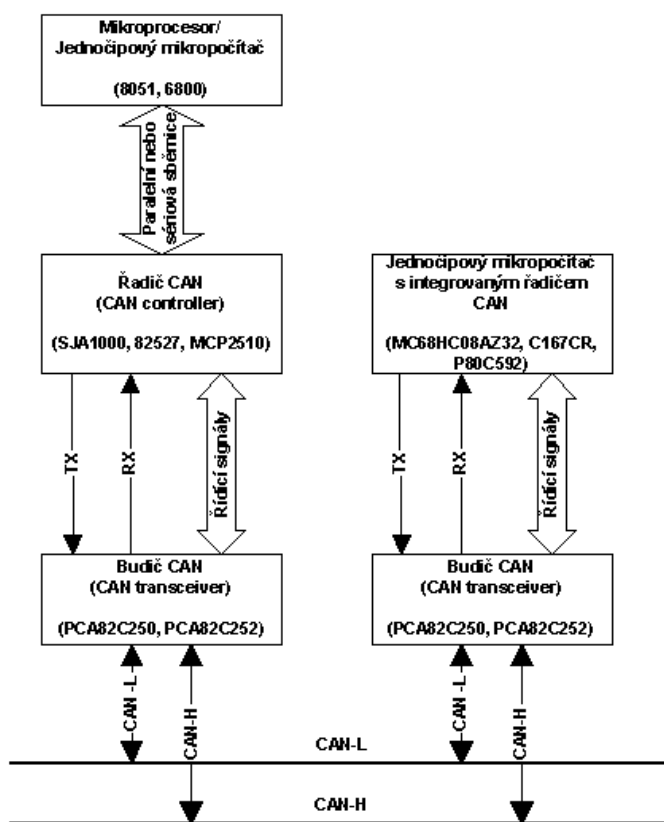 Mikroprocesor/
Jednočipový mikropočítač
(8051, 6800)
Paralelní nebo
sériová sběrnice
Řadič CAN
(CAN controller)
(SJA1000, 82527, MCP2510)
Jednočipový mikropočítač
s integrovaným řadičem
CAN
(MC68HC08AZ32, C167CR,
P80C592)
TX
RX
Řídící signály
TX
RX
Řídící signály
Budič CAN
(CAN transceiver)
(PCA82C250, PCA82C252)
Budič CAN
(CAN transceiver)
(PCA82C250, PCA82C252)
CAN -L
CAN-H
CAN -L
CAN-H
CAN-L
CAN-H